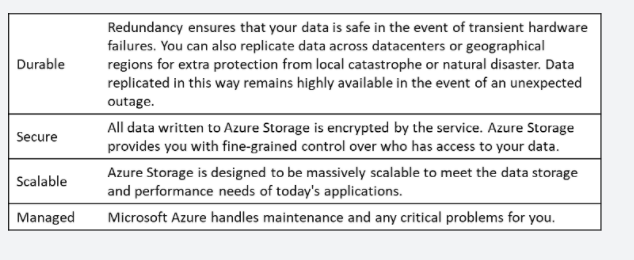 Durable
Redundancy ensures that your data is safe in the event of transient hardware
failures. You can also replicate data across datacenters or geographical
regions for extra protection from local catastrophe or natural disaster. Data
replicated in this way remains highly available in the event of an unexpected
outage.
Secure
All data written to Azure Storage is encrypted by the service. Azure Storage
provides you with fine-grained control over who has access to your data.
Scalable
Azure Storage is designed to be massively scalable to meet the data storage
and performance needs of today's applications.
Managed
Microsoft Azure handles maintenance and any critical problems for you.